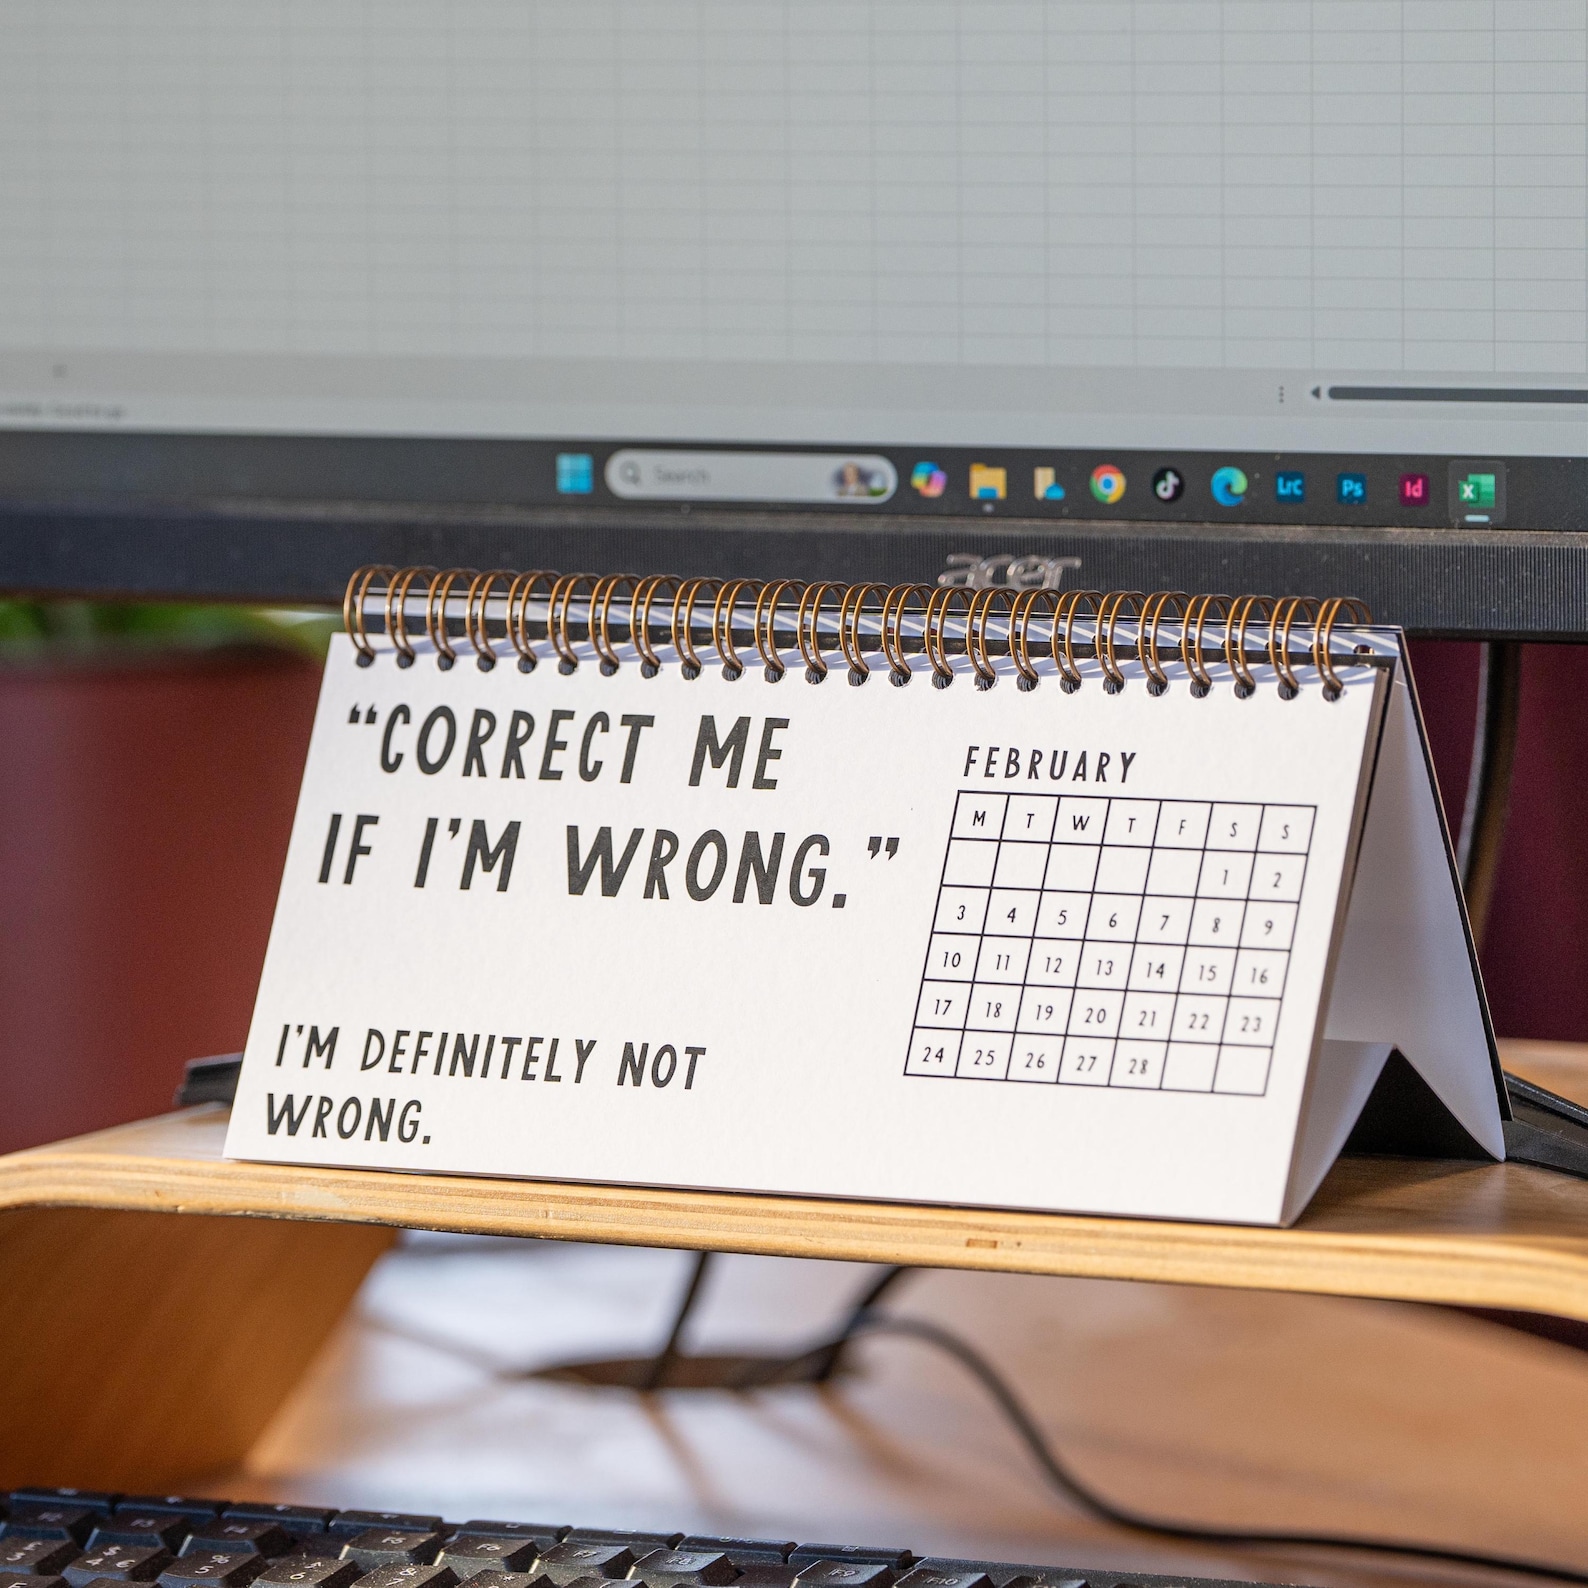 Search
Lrc
Ps
Id
X
acer
“CORRECT ME
IF I’M WRONG.”
I’M DEFINITELY NOT
WRONG.
FEBRUARY
M T W T F S S
1 2
3 4 5 6 7 8 9
10 11 12 13 14 15 16
17 18 19 20 21 22 23
24 25 26 27 28
F9
F10